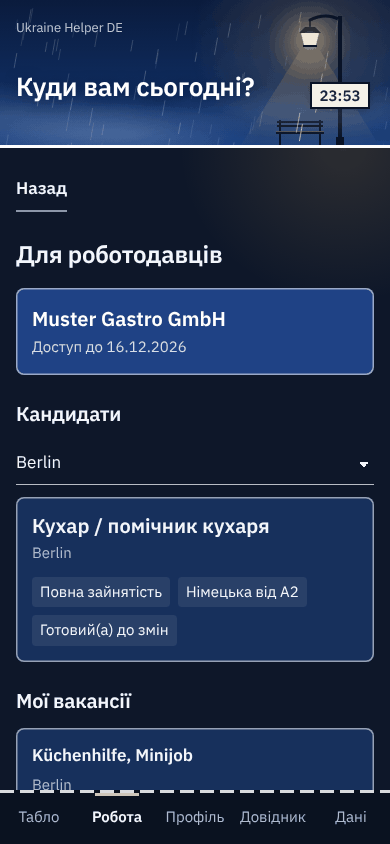 Ukraine Helper DE
Куди вам сьогодні?
23:53
Назад
Для роботодавців
Muster Gastro GmbH
Доступ до 16.12.2026
Кандидати
Berlin
Кухар / помічник кухаря
Berlin
Повна зайнятість
Німецька від A2
Готовий(а) до змін
Мої вакансії
Küchenhilfe, Minijob
Berlin
Табло
Робота
Профіль
Довідник
Дані